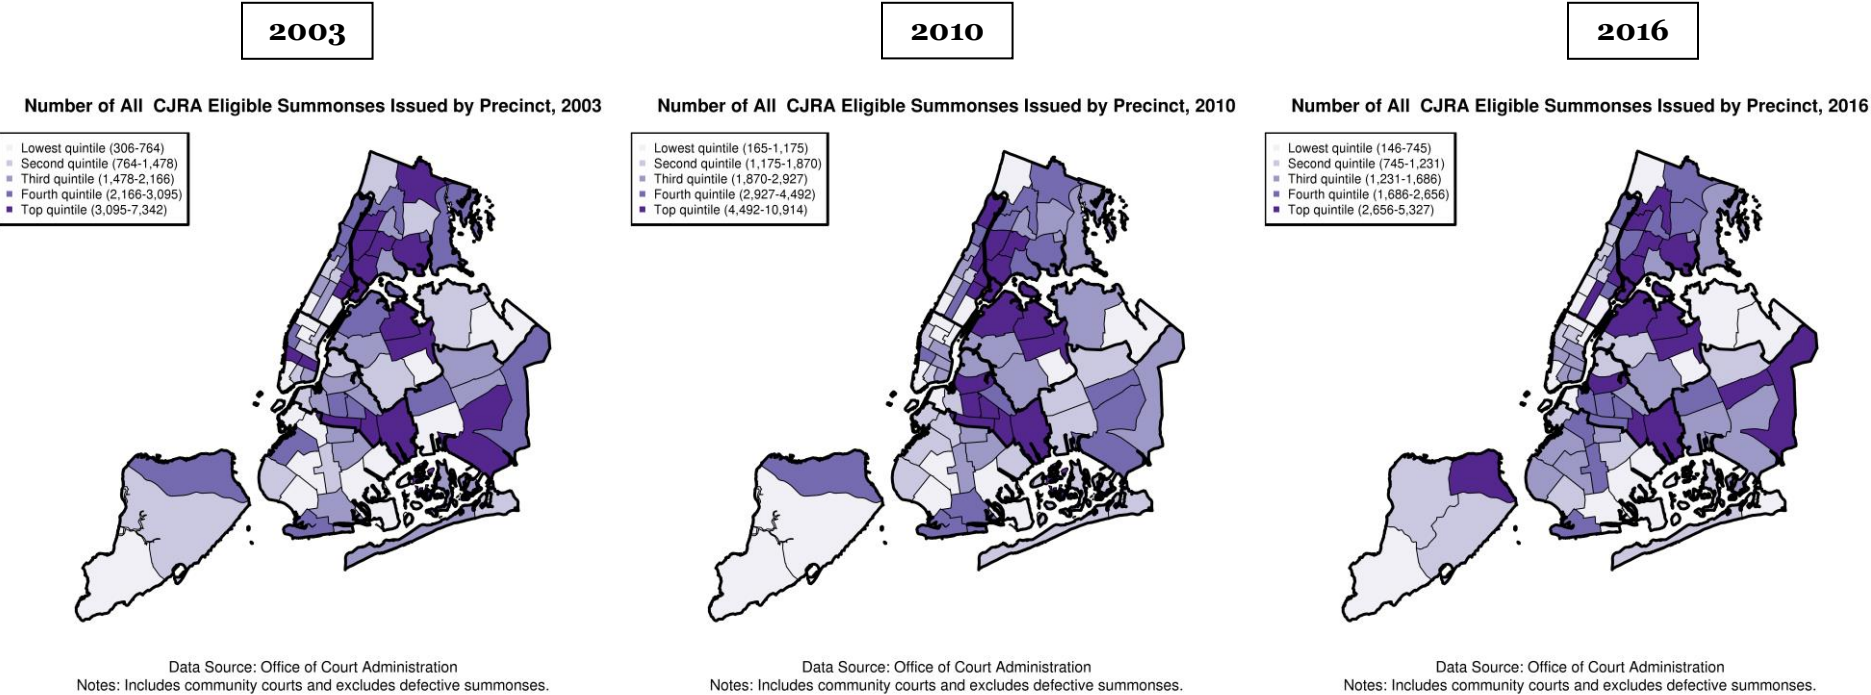 2003
Number of All CJRA Eligible Summonses Issued by Precinct, 2003
Lowest quintile (306-764)
Second quintile (764-1,478)
Third quintile (1,478-2,166)
Fourth quintile (2,166-3,095)
Top quintile (3,095-7,342)
Data Source: Office of Court Administration
Notes: Includes community courts and excludes defective summonses.
2010
Number of All CJRA Eligible Summonses Issued by Precinct, 2010
Lowest quintile (165-1,175)
Second quintile (1,175-1,870)
Third quintile (1,870-2,927)
Fourth quintile (2,927-4,492)
Top quintile (4,492-10,914)
Data Source: Office of Court Administration
Notes: Includes community courts and excludes defective summonses.
2016
Number of All CJRA Eligible Summonses Issued by Precinct, 2016
Lowest quintile (146-745)
Second quintile (745-1,231)
Third quintile (1,231-1,686)
Fourth quintile (1,686-2,656)
Top quintile (2,656-5,327)
Data Source: Office of Court Administration
Notes: Includes community courts and excludes defective summonses.